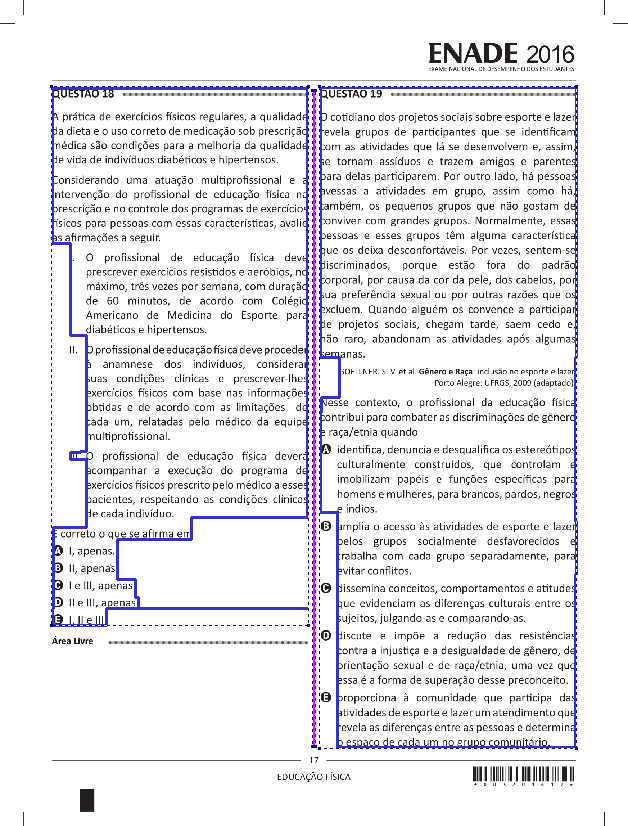 ENADE 2016
EXAME NACIONAL DE DESEMPENHO DOS ESTUDANTES
QUESTÃO 18
A prática de exercícios físicos regulares, a qualidade
da dieta e o uso correto de medicação sob prescrição
médica são condições para a melhoria da qualidade
de vida de indivíduos diabéticos e hipertensos.
Considerando uma atuação multiprofissional e a
intervenção do profissional de educação física na
prescrição e no controle dos programas de exercícios
físicos para pessoas com essas características, avalie
as afirmações a seguir.
I. O profissional de educação física deve
prescrever exercícios resistidos e aeróbios, no
máximo, três vezes por semana, com duração
de 60 minutos, de acordo com Colégio
Americano de Medicina do Esporte para
diabéticos e hipertensos.
II. O profissional de educação física deve proceder
à anamnese dos indivíduos, considerar
suas condições clínicas e prescrever-lhes
exercícios físicos com base nas informações
obtidas e de acordo com as limitações de
cada um, relatadas pelo médico da equipe
multiprofissional.
III. O profissional de educação física deverá
acompanhar a execução do programa de
exercícios físicos prescrito pelo médico a esses
pacientes, respeitando as condições clínicas
de cada indivíduo.
É correto o que se afirma em
A I, apenas.
B II, apenas.
C I e III, apenas.
D II e III, apenas.
E I, II e III.
Área Livre
QUESTÃO 19
O cotidiano dos projetos sociais sobre esporte e lazer
revela grupos de participantes que se identificam
com as atividades que lá se desenvolvem e, assim,
se tornam assíduos e trazem amigos e parentes
para delas participarem. Por outro lado, há pessoas
avessas a atividades em grupo, assim como há,
também, os pequenos grupos que não gostam de
conviver com grandes grupos. Normalmente, essas
pessoas e esses grupos têm alguma característica
que os deixa desconfortáveis. Por vezes, sentem-se
discriminados, porque estão fora do padrão
corporal, por causa da cor da pele, dos cabelos, por
sua preferência sexual ou por outras razões que os
excluem. Quando alguém os convence a participar
de projetos sociais, chegam tarde, saem cedo e,
não raro, abandonam as atividades após algumas
semanas.
GOELLNER, S. V. et al. Gênero e Raça: inclusão no esporte e lazer
Porto Alegre: UFRGS, 2009 (adaptado)
Nesse contexto, o profissional da educação física
contribui para combater as discriminações de gênero
e raça/etnia quando
A identifica, denuncia e desqualifica os estereótipos
culturalmente construídos, que controlam e
imobilizam papéis e funções específicas para
homens e mulheres, para brancos, pardos, negros
e índios.
B amplia o acesso às atividades de esporte e lazer
pelos grupos socialmente desfavorecidos e
trabalha com cada grupo separadamente, para
evitar conflitos.
C dissemina conceitos, comportamentos e atitudes
que evidenciam as diferenças culturais entre os
sujeitos, julgando-as e comparando-as.
D discute e impõe a redução das resistências
contra a injustiça e a desigualdade de gênero, de
orientação sexual e de raça/etnia, uma vez que
essa é a forma de superação desse preconceito.
E proporciona à comunidade que participa das
atividades de esporte e lazer um atendimento que
revela as diferenças entre as pessoas e determina
o espaço de cada um no grupo comunitário.
17
EDUCAÇÃO FÍSICA